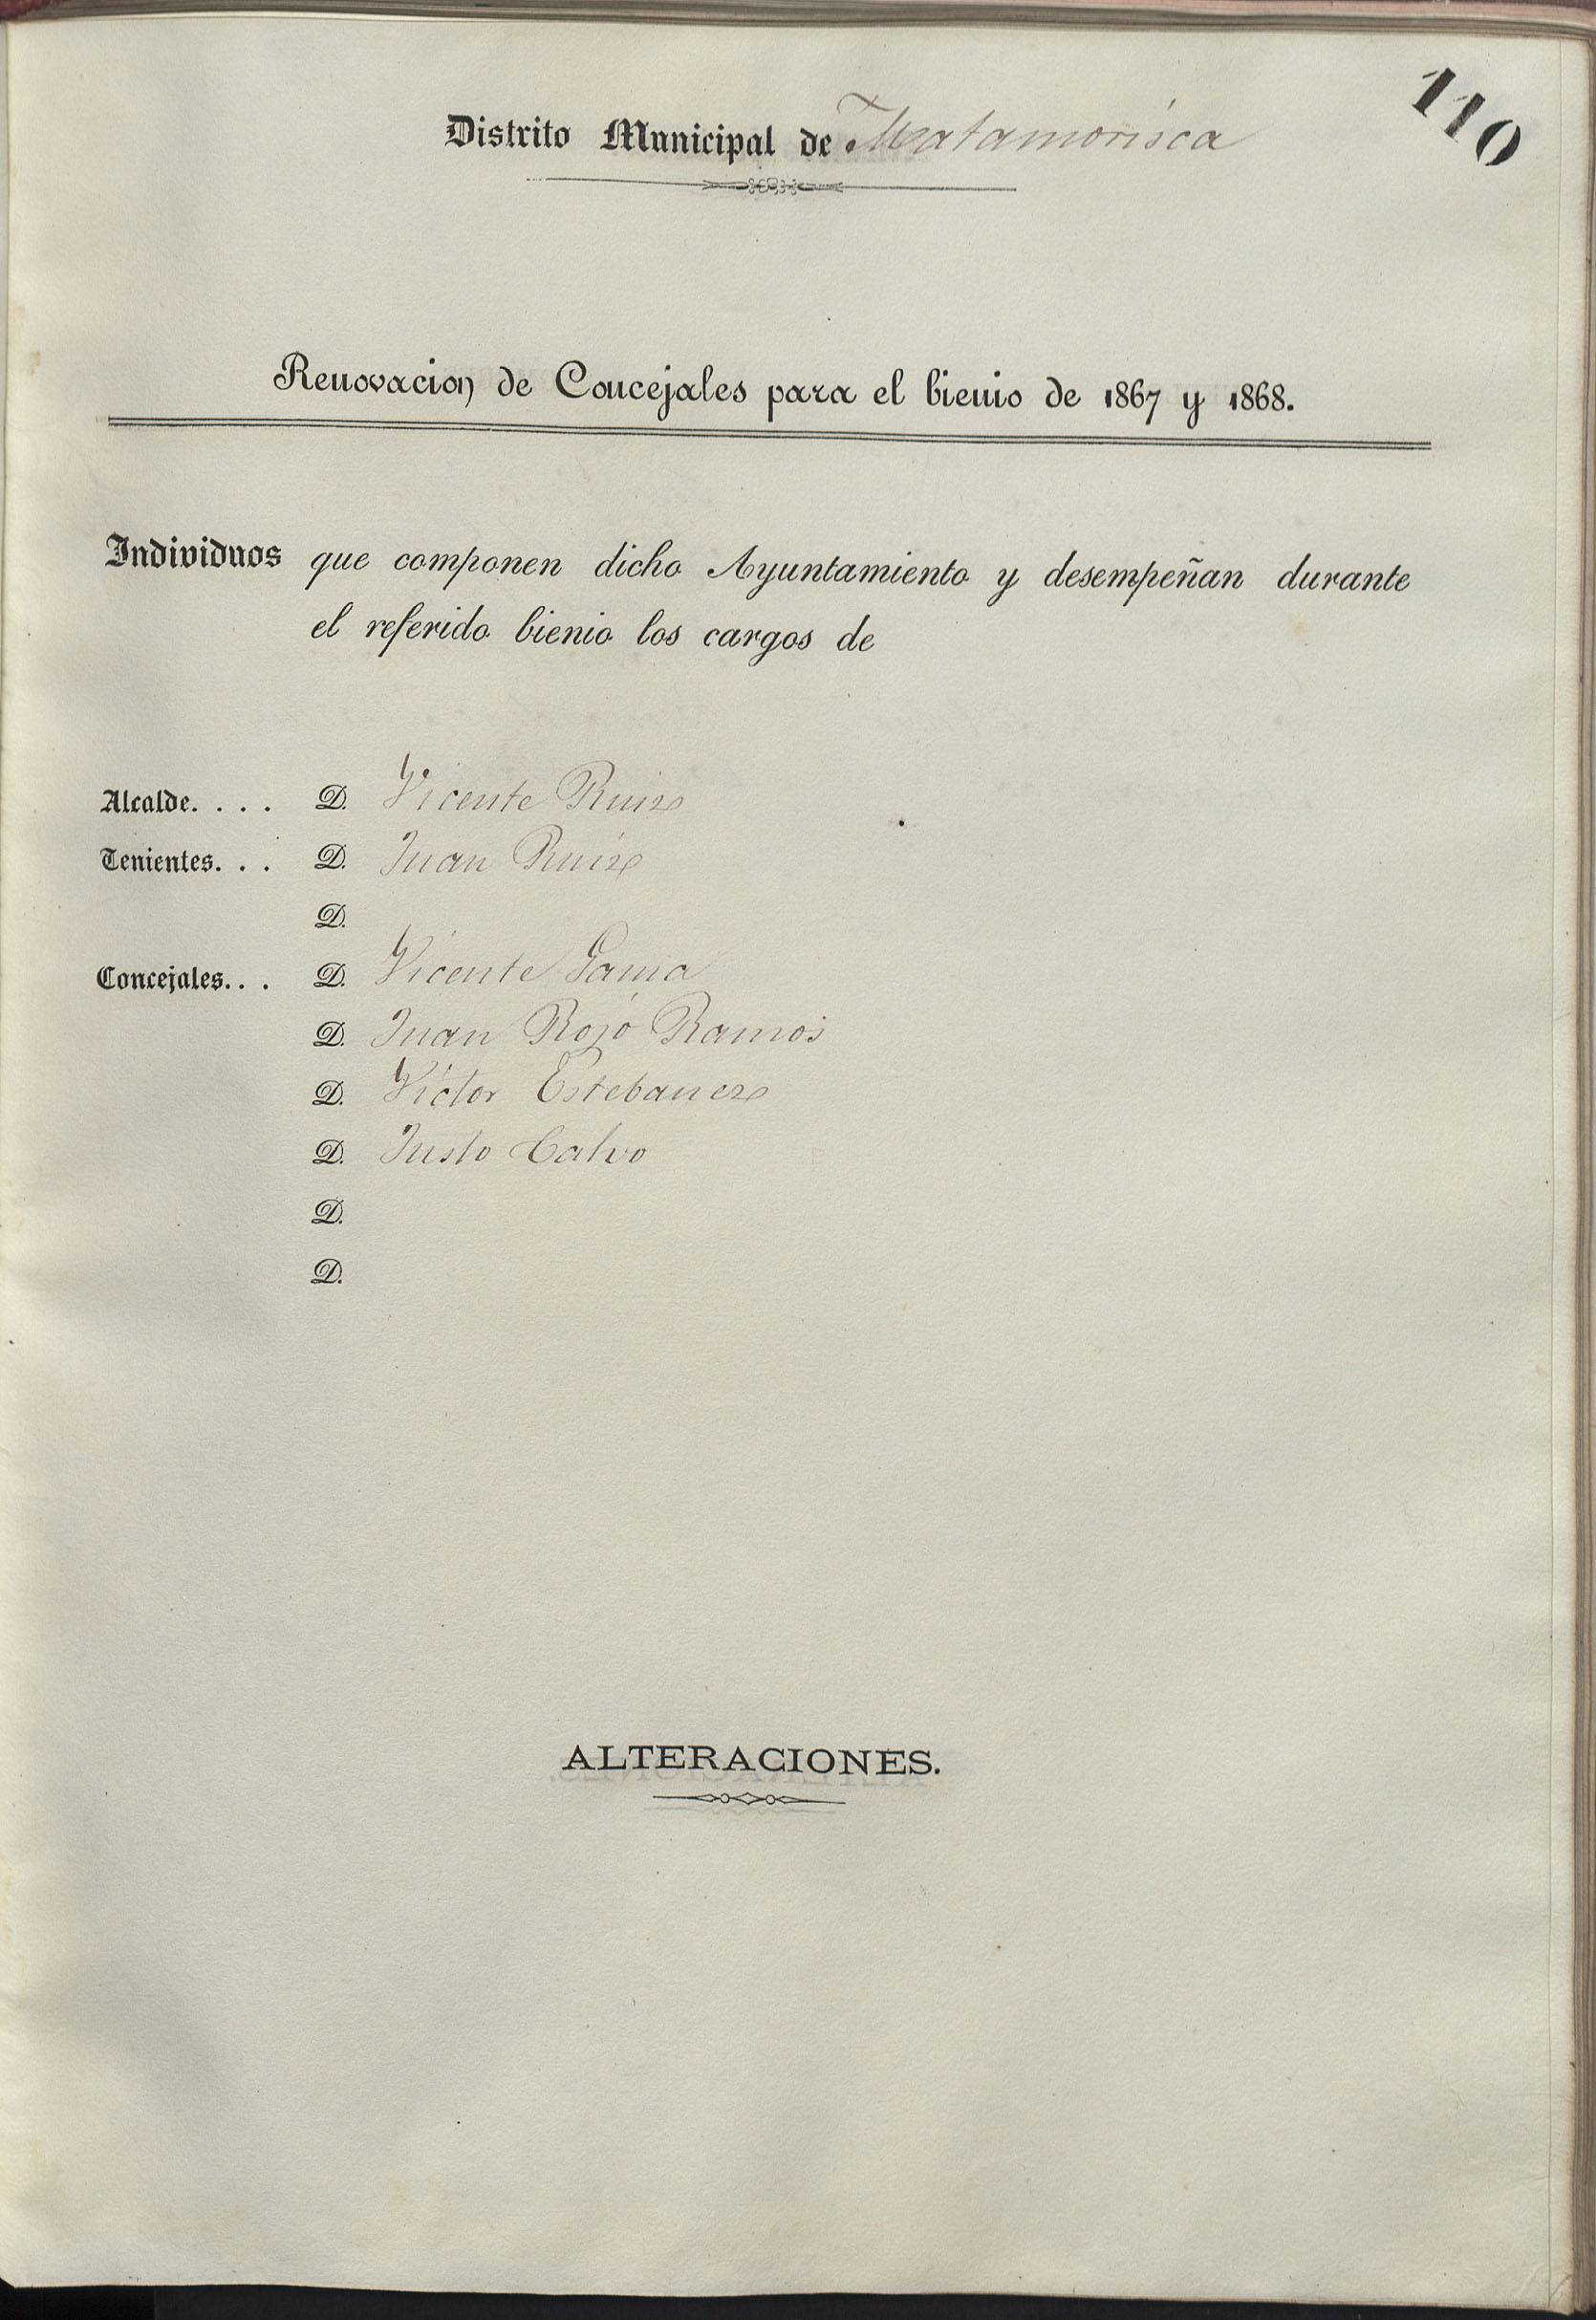 110
Distrito Municipal de Matamorisca
Renovacion de Concejales para el bienio de 1867 y 1868.
Individuos que componen dicho Ayuntamiento y desempeñan durante
el referido bienio los cargos de
Alcalde. . . . D. Vicente Ruiz
Tenientes. . . D. Juan Ruiz
D.
Concejales. . . D. Vicente
D. Juan Rojo Ramos
D. Victor Estebanez
D. Justo Calvo
D.
D.
ALTERACIONES.